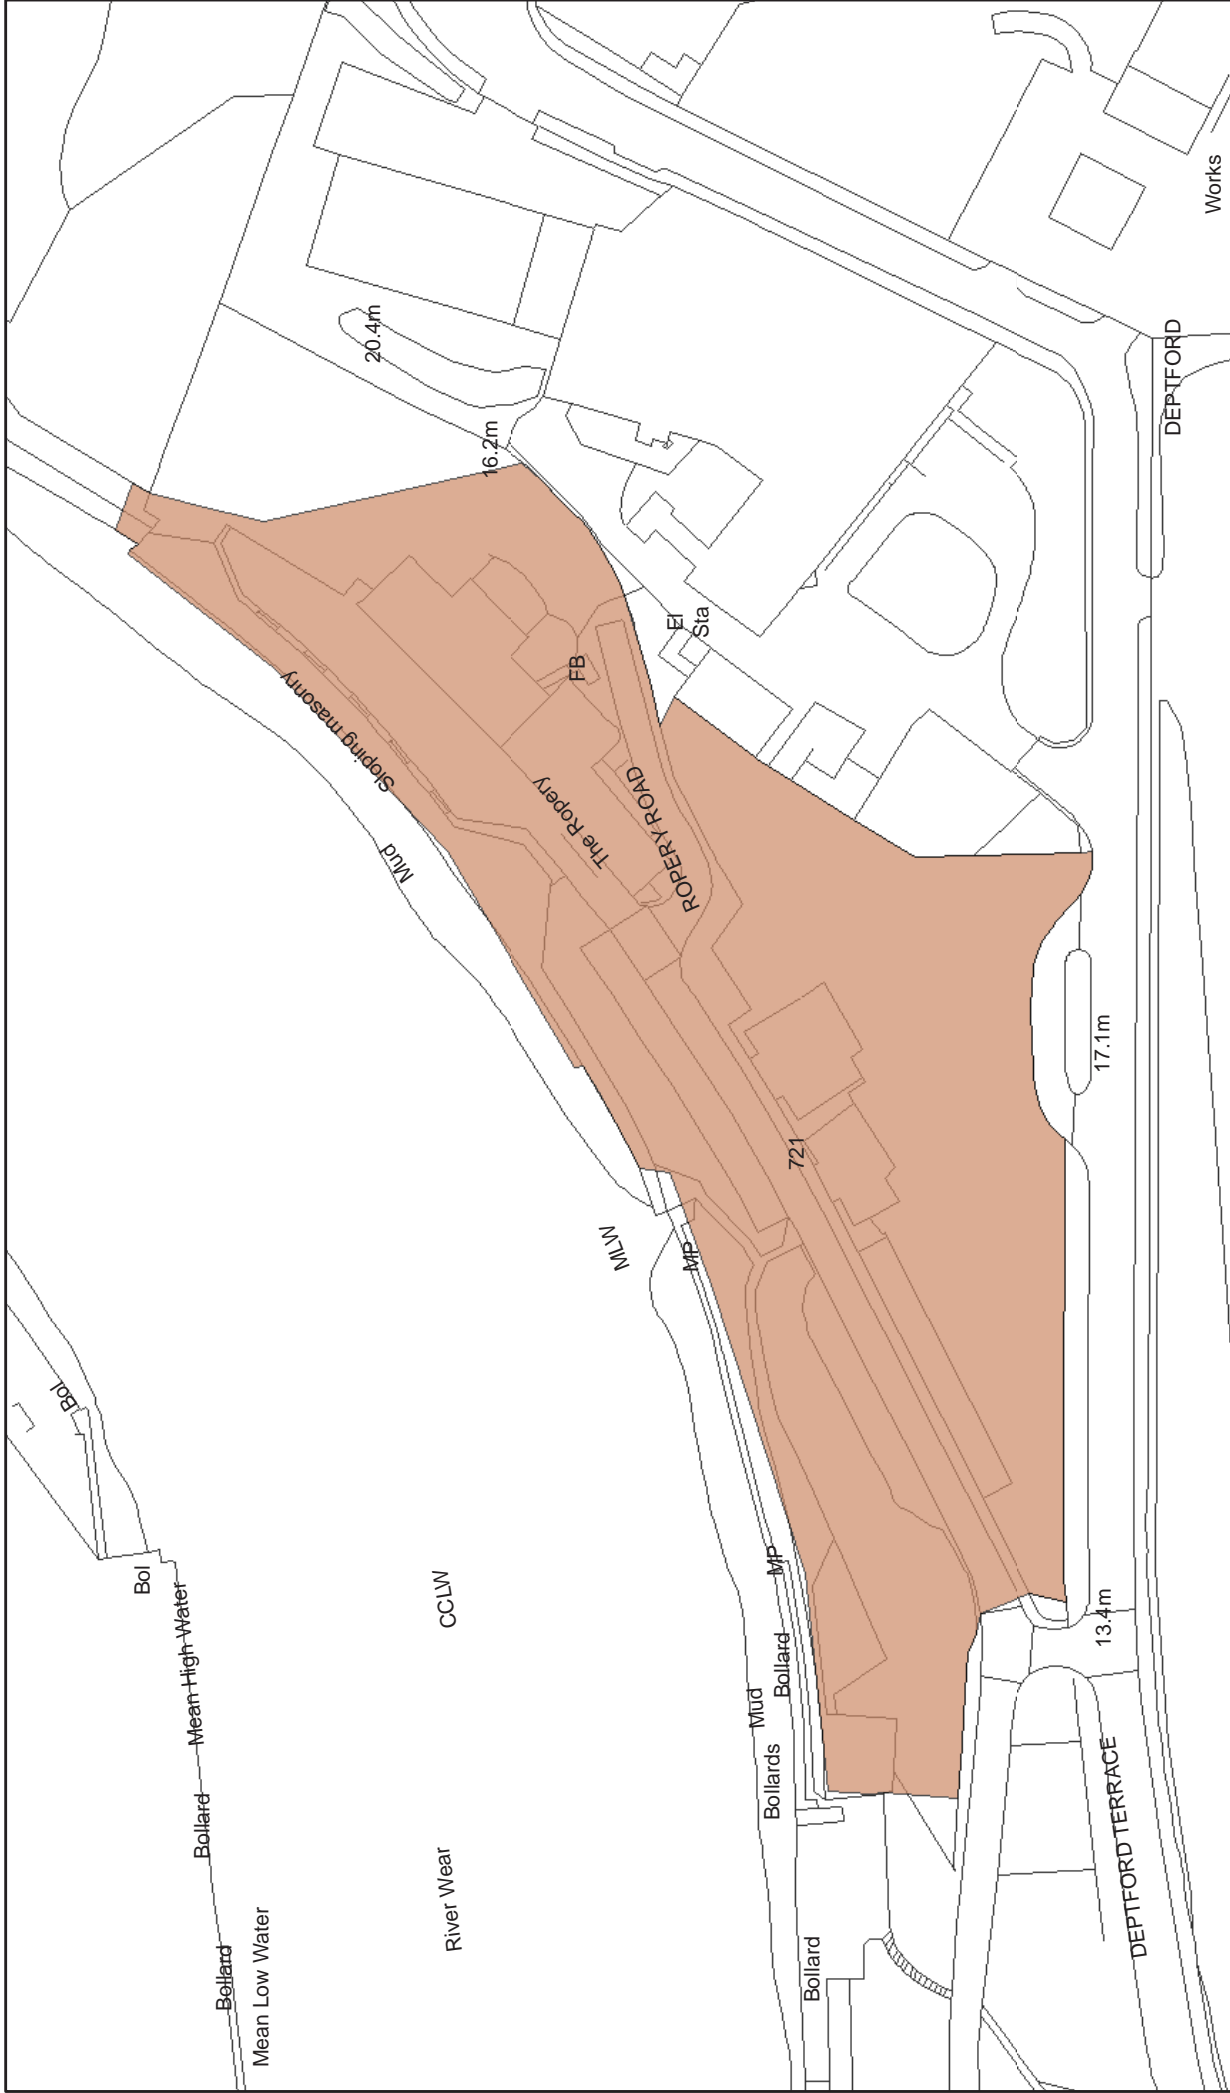 Works
DEPTFORD
20.4m
16.2m
El
Sta
FB
Sloping masonry
The Ropery
ROPERY ROAD
Mud
17.1m
721
MLW
MP
Bol
Bol
Mean High Water
CCLW
MP
13.4m
Bollard
Mud
Bollards
DEPTFORD TERRACE
Bollard
River Wear
Bollard
Mean Low Water
Bollard